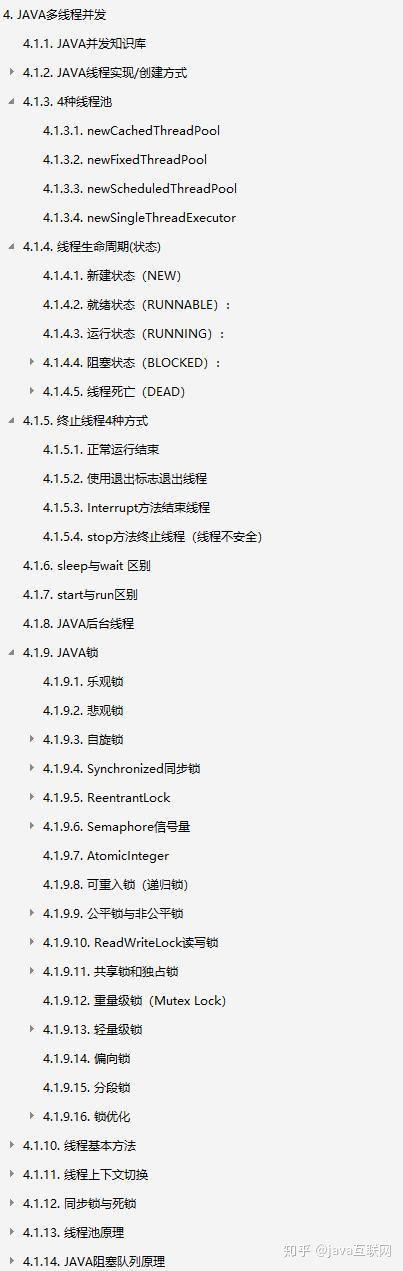 4. JAVA多线程并发
4.1.1. JAVA并发知识库
4.1.2. JAVA线程实现/创建方式
4.1.3. 4种线程池
4.1.3.1. newCachedThreadPool
4.1.3.2. newFixedThreadPool
4.1.3.3. newScheduledThreadPool
4.1.3.4. newSingleThreadExecutor
4.1.4. 线程生命周期(状态)
4.1.4.1. 新建状态（NEW）
4.1.4.2. 就绪状态（RUNNABLE）：
4.1.4.3. 运行状态（RUNNING）：
4.1.4.4. 阻塞状态（BLOCKED）：
4.1.4.5. 线程死亡（DEAD）
4.1.5. 终止线程4种方式
4.1.5.1. 正常运行结束
4.1.5.2. 使用退出标志退出线程
4.1.5.3. Interrupt方法结束线程
4.1.5.4. stop方法终止线程（线程不安全）
4.1.6. sleep与wait 区别
4.1.7. start与run区别
4.1.8. JAVA后台线程
4.1.9. JAVA锁
4.1.9.1. 乐观锁
4.1.9.2. 悲观锁
4.1.9.3. 自旋锁
4.1.9.4. Synchronized同步锁
4.1.9.5. ReentrantLock
4.1.9.6. Semaphore信号量
4.1.9.7. AtomicInteger
4.1.9.8. 可重入锁（递归锁）
4.1.9.9. 公平锁与非公平锁
4.1.9.10. ReadWriteLock读写锁
4.1.9.11. 共享锁和独占锁
4.1.9.12. 重量级锁（Mutex Lock）
4.1.9.13. 轻量级锁
4.1.9.14. 偏向锁
4.1.9.15. 分段锁
4.1.9.16. 锁优化
4.1.10. 线程基本方法
4.1.11. 线程上下文切换
4.1.12. 同步锁与死锁
4.1.13. 线程池原理
4.1.14. JAVA阻塞队列原理
知乎 @java互联网